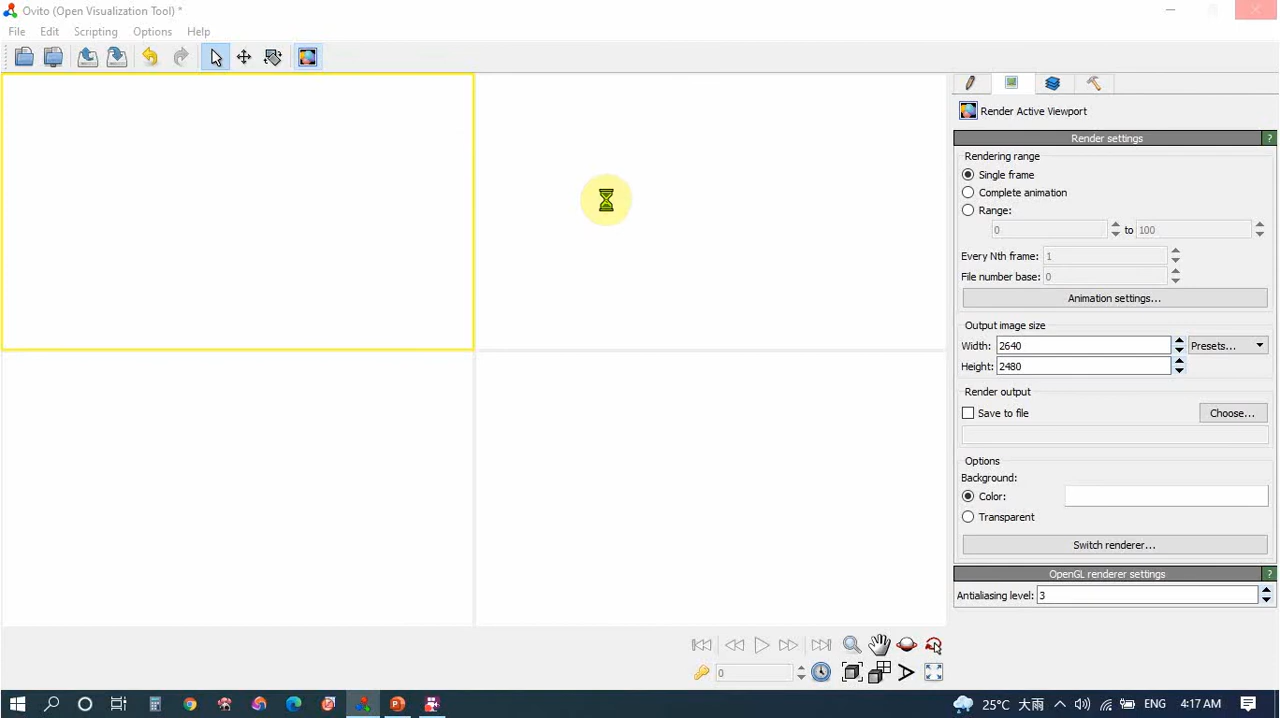 Ovito (Open Visualization Tool) *
File Edit Scripting Options Help
Render Active Viewport
Render settings ?
Rendering range
Single frame
Complete animation
Range:
0 to 100
Every Nth frame: 1
File number base: 0
Animation settings...
Output image size
Width: 2640 Presets...
Height: 2480
Render output
Save to file Choose...
Options
Background:
Color:
Transparent
Switch renderer...
OpenGL renderer settings ?
Antialiasing level: 3
0
25°C 大雨 ENG 4:17 AM